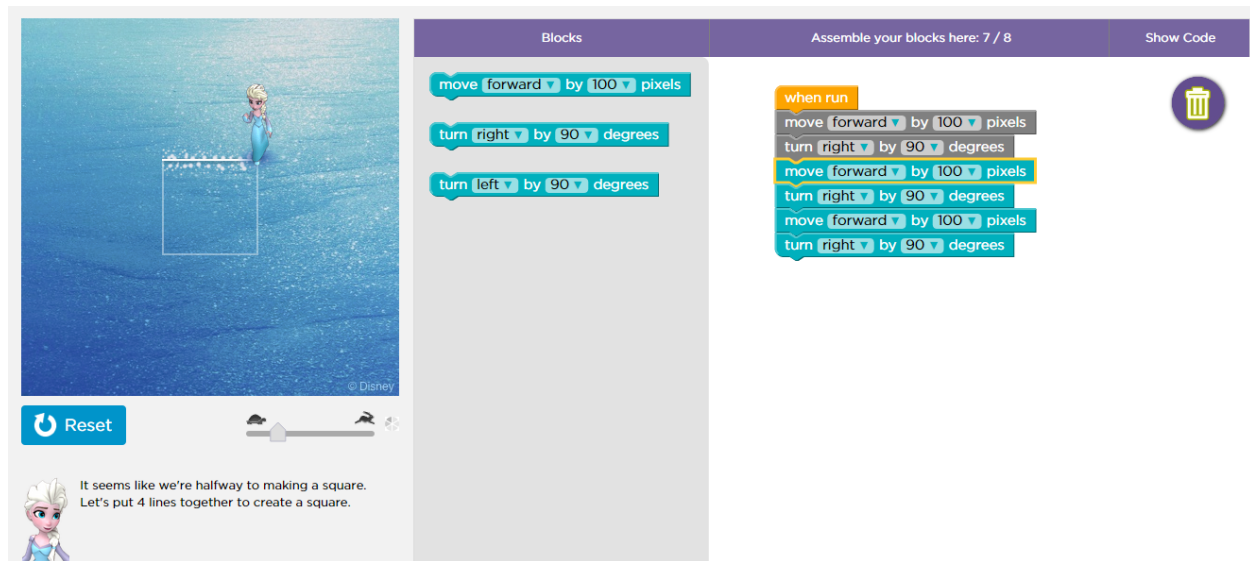 Blocks
Assemble your blocks here: 7 / 8
Show Code
move forward by 100 pixels
turn right by 90 degrees
turn left by 90 degrees
when run
move forward by 100 pixels
turn right by 90 degrees
move forward by 100 pixels
turn right by 90 degrees
move forward by 100 pixels
turn right by 90 degrees
© Disney
Reset
It seems like we're halfway to making a square.
Let's put 4 lines together to create a square.